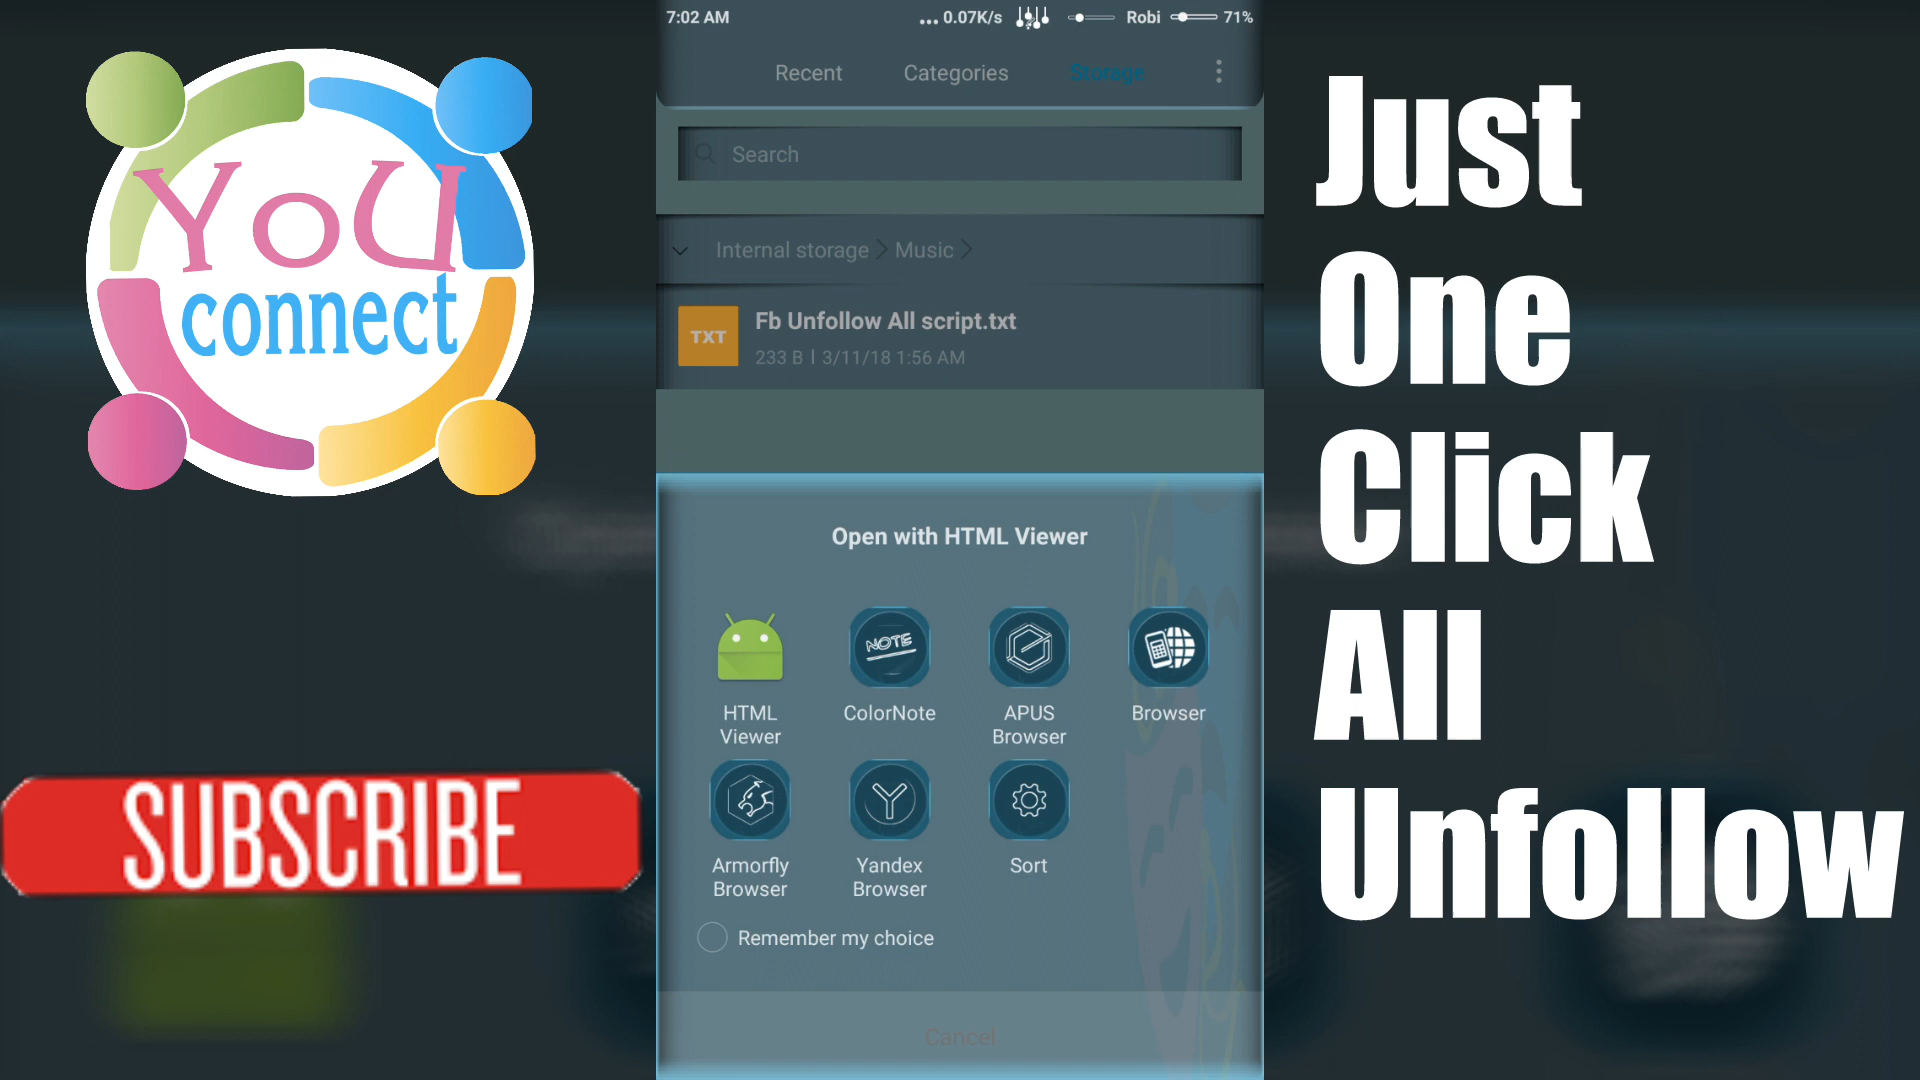 YoU
connect
SUBSCRIBE
7:02 AM
... 0.07K/s
Robi
71%
Recent
Categories
Storage
Search
Internal storage > Music >
TXT
Fb Unfollow All script.txt
233 B | 3/11/18 1:56 AM
Open with HTML Viewer
HTML
Viewer
NOTE
ColorNote
APUS
Browser
Browser
Armorfly
Browser
Yandex
Browser
Sort
Remember my choice
Cancel
Just
One
Click
All
Unfollow